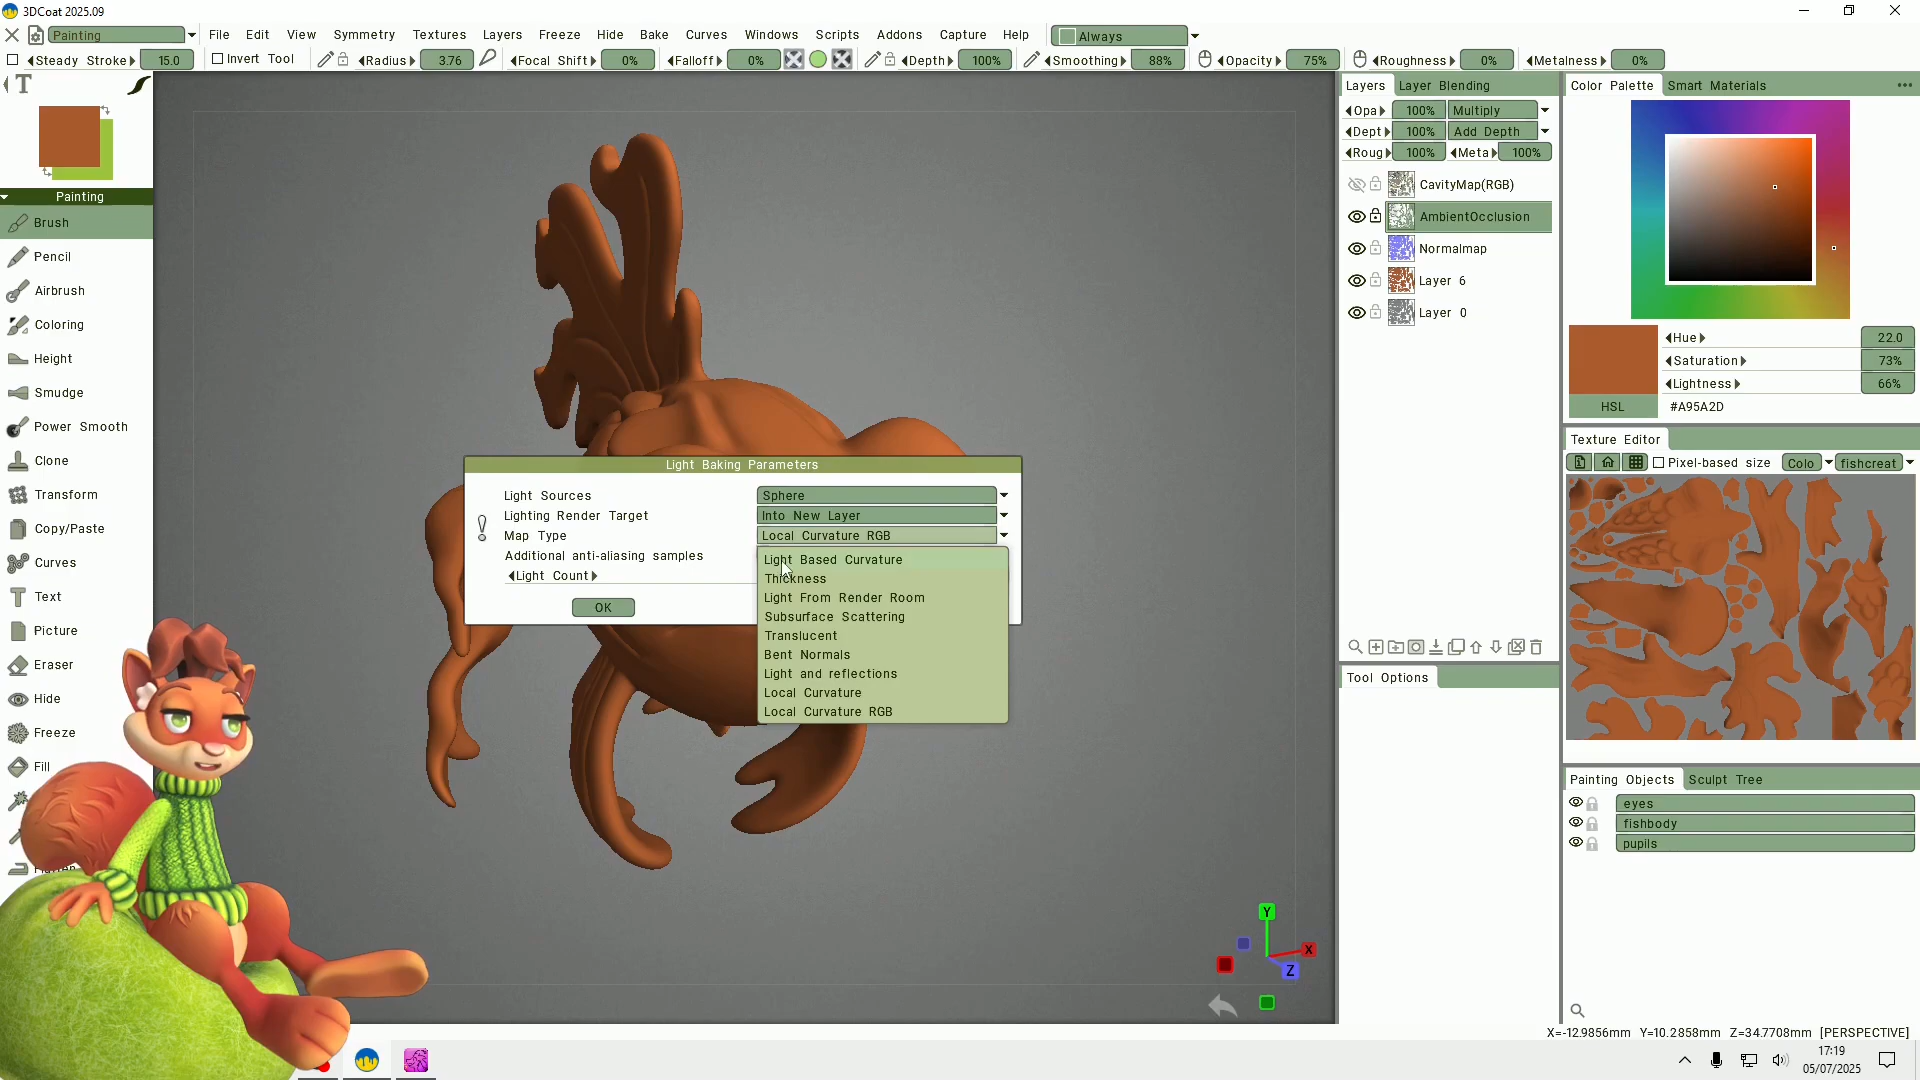 3DCoat 2025.09
Painting File Edit View Symmetry Textures Layers Freeze Hide Bake Curves Windows Scripts Addons Capture Help Always
Steady Stroke 15.0 Invert Tool Radius 3.76 Focal Shift 0% Falloff 0% Depth 100% Smoothing 88% Opacity 75% Roughness 0% Metalness 0%
T
Painting
Brush
Pencil
Airbrush
Coloring
Height
Smudge
Power Smooth
Clone
Transform
Copy/Paste
Curves
Text
Picture
Eraser
Hide
Freeze
Fill
Light Baking Parameters
Light Sources Sphere
Lighting Render Target Into New Layer
Map Type Local Curvature RGB
Additional anti-aliasing samples
Light Count
OK
Light Based Curvature
Thickness
Light From Render Room
Subsurface Scattering
Translucent
Bent Normals
Light and reflections
Local Curvature
Local Curvature RGB
Y
X
Z
Layers Layer Blending
Opa 100% Multiply
Dept 100% Add Depth
Roug 100% Meta 100%
CavityMap(RGB)
AmbientOcclusion
Normalmap
Layer 6
Layer 0
Tool Options
Color Palette Smart Materials
Hue 22.0
Saturation 73%
Lightness 66%
HSL #A95A2D
Texture Editor
Pixel-based size Colo fishcreat
Painting Objects Sculpt Tree
eyes
fishbody
pupils
X=-12.9856mm Y=10.2858mm Z=34.7708mm [PERSPECTIVE]
17:19
05/07/2025